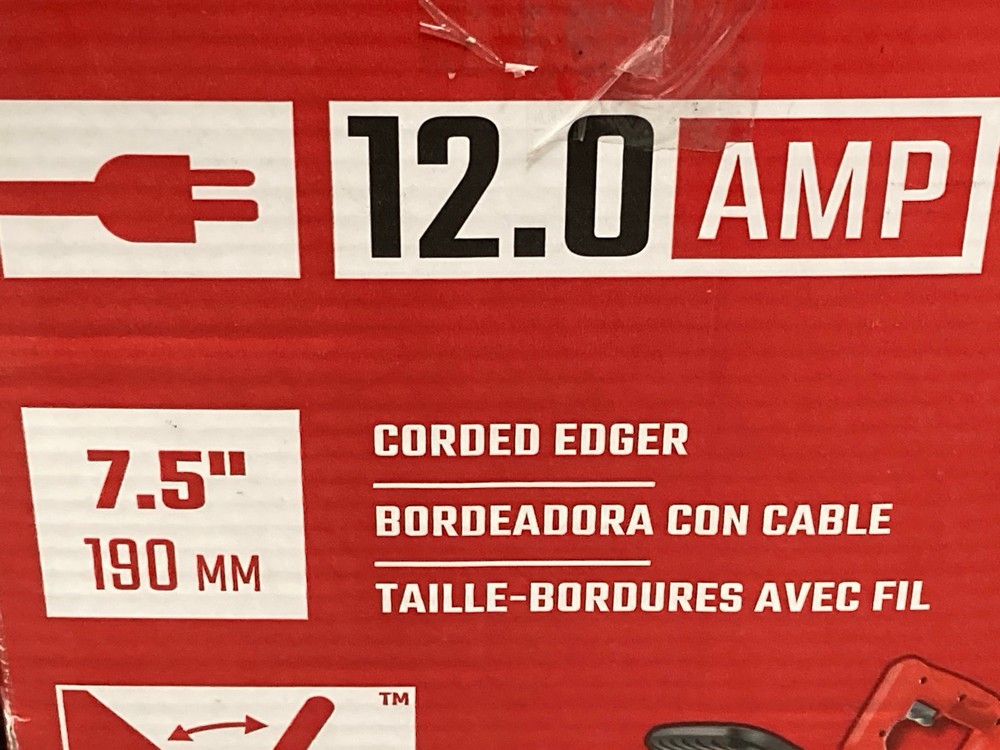 12.0 AMP
7.5"
190 MM
CORDED EDGER
BORDEADORA CON CABLE
TAILLE-BORDURES AVEC FIL
TM